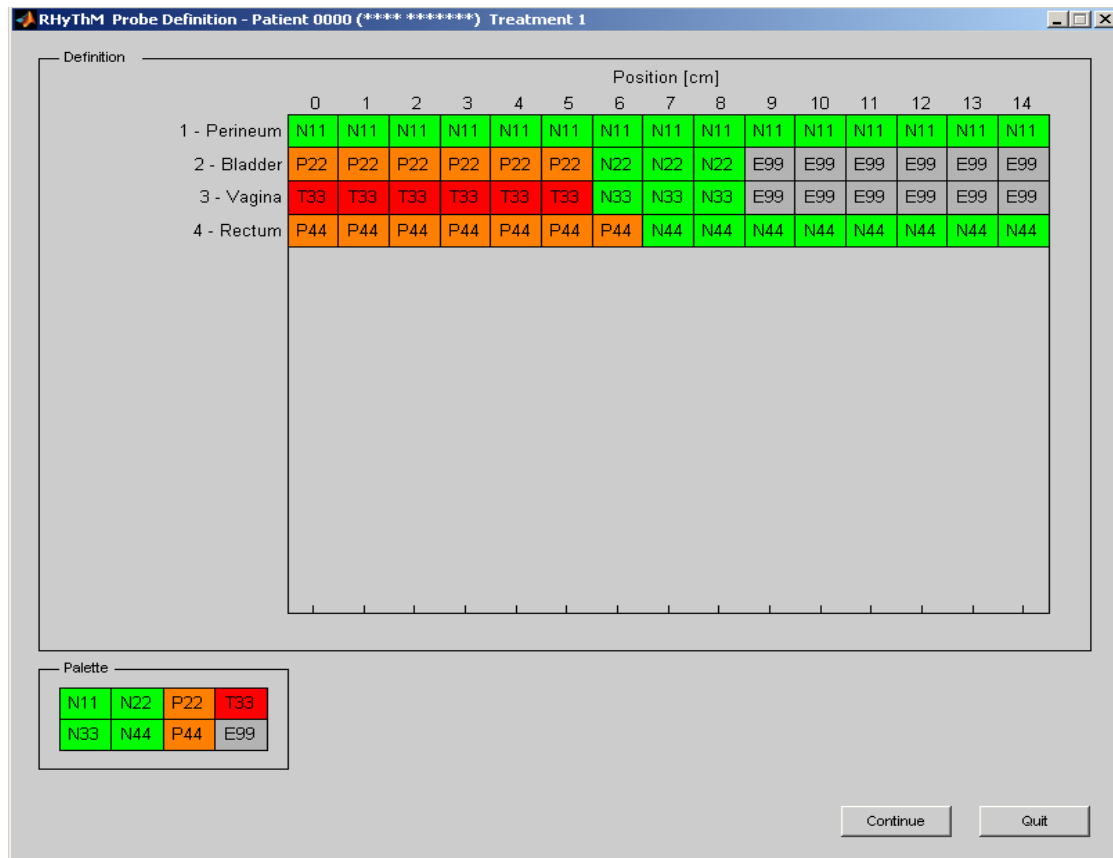 RHyThM Probe Definition - Patient 0000 (**** *******) Treatment 1
Definition
Position [cm]
0 1 2 3 4 5 6 7 8 9 10 11 12 13 14
1 - Perineum N11 N11 N11 N11 N11 N11 N11 N11 N11 N11 N11 N11 N11 N11 N11
2 - Bladder P22 P22 P22 P22 P22 P22 N22 N22 N22 E99 E99 E99 E99 E99 E99
3 - Vagina T33 T33 T33 T33 T33 T33 N33 N33 N33 E99 E99 E99 E99 E99 E99
4 - Rectum P44 P44 P44 P44 P44 P44 P44 N44 N44 N44 N44 N44 N44 N44 N44
Palette
N11 N22 P22 T33
N33 N44 P44 E99
Continue Quit